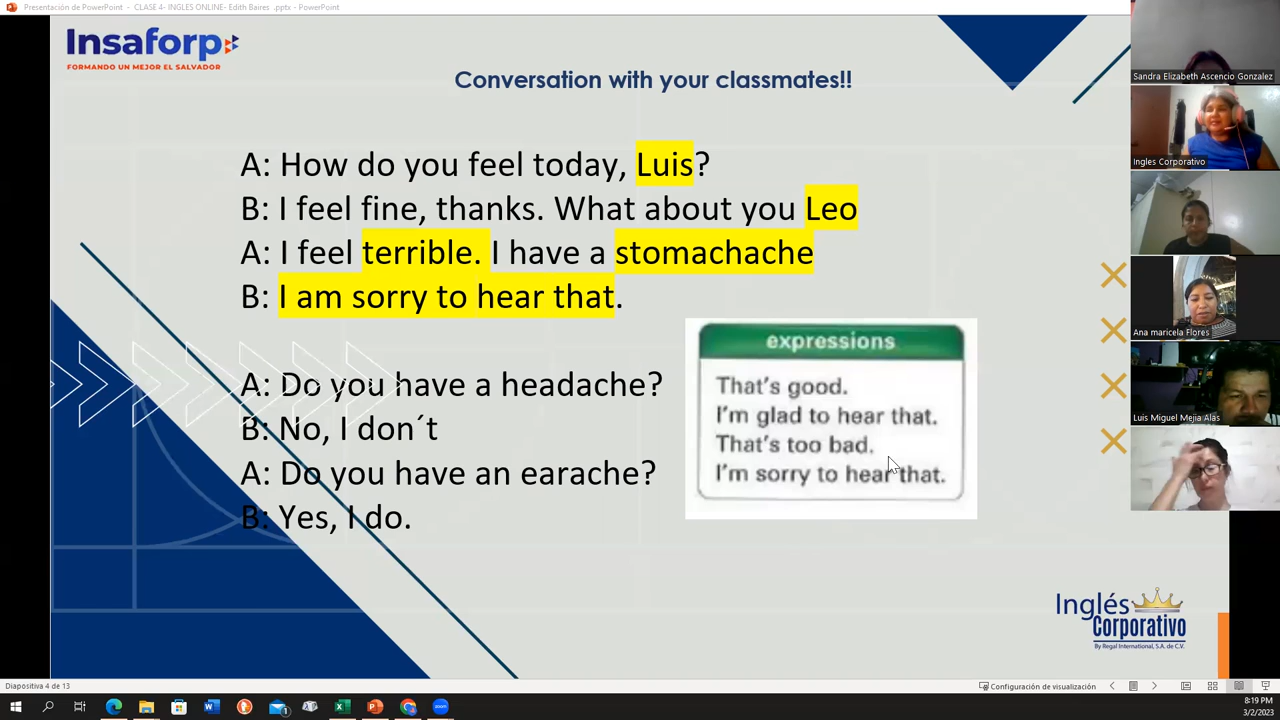 Presentación de PowerPoint - CLASE 4- INGLES ONLINE- Edith Baires .pptx - PowerPoint
Insaforp
FORMANDO UN MEJOR EL SALVADOR
Conversation with your classmates!!
A: How do you feel today, Luis?
B: I feel fine, thanks. What about you Leo
A: I feel terrible. I have a stomachache
B: I am sorry to hear that.
A: Do you have a headache?
B: No, I don´t
A: Do you have an earache?
B: Yes, I do.
expressions
That's good.
I'm glad to hear that.
That's too bad.
I'm sorry to hear that.
Sandra Elizabeth Ascencio Gonzalez
Ingles Corporativo
Ana maricela Flores
Luis Miguel Mejia Alas
Inglés
Corporativo
By Regal International, S.A. de C.V.
Diapositiva 4 de 13
Configuración de visualización
8:19 PM
3/2/2023